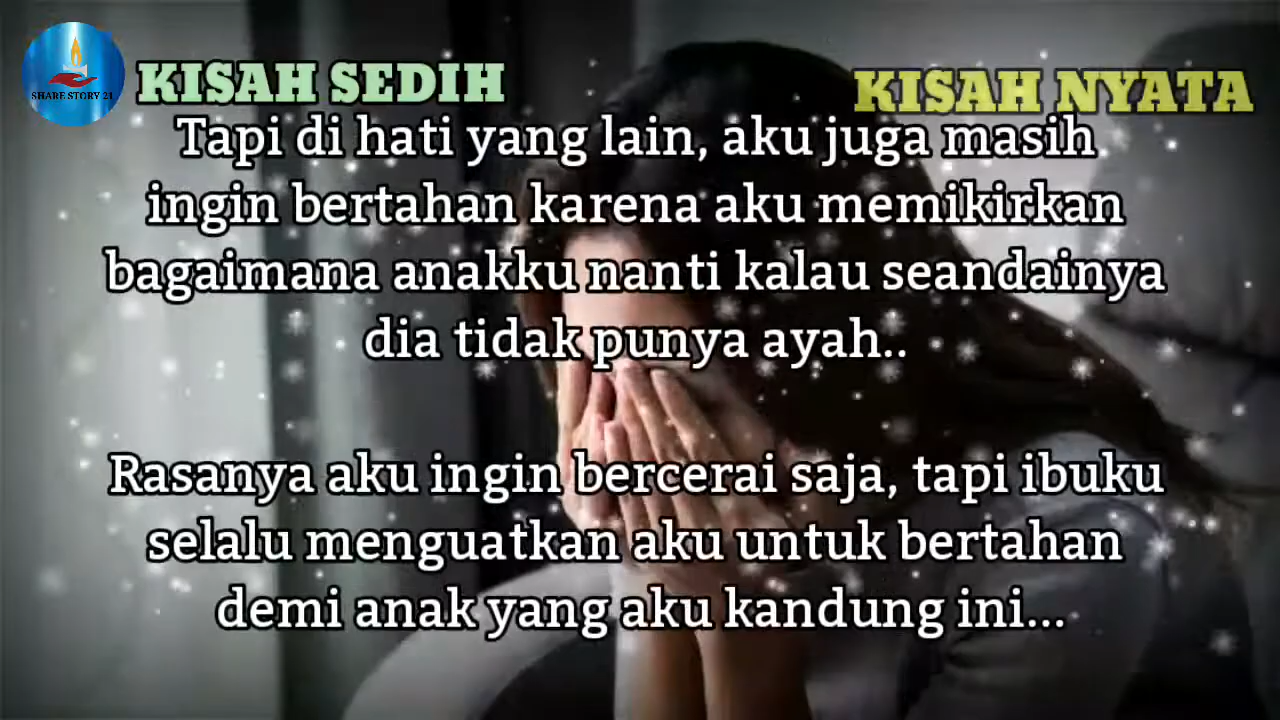 SHARE STORY 21
KISAH SEDIH
KISAH NYATA
Tapi di hati yang lain, aku juga masih
ingin bertahan karena aku memikirkan
bagaimana anakku nanti kalau seandainya
dia tidak punya ayah..
Rasanya aku ingin bercerai saja, tapi ibuku
selalu menguatkan aku untuk bertahan
demi anak yang aku kandung ini...